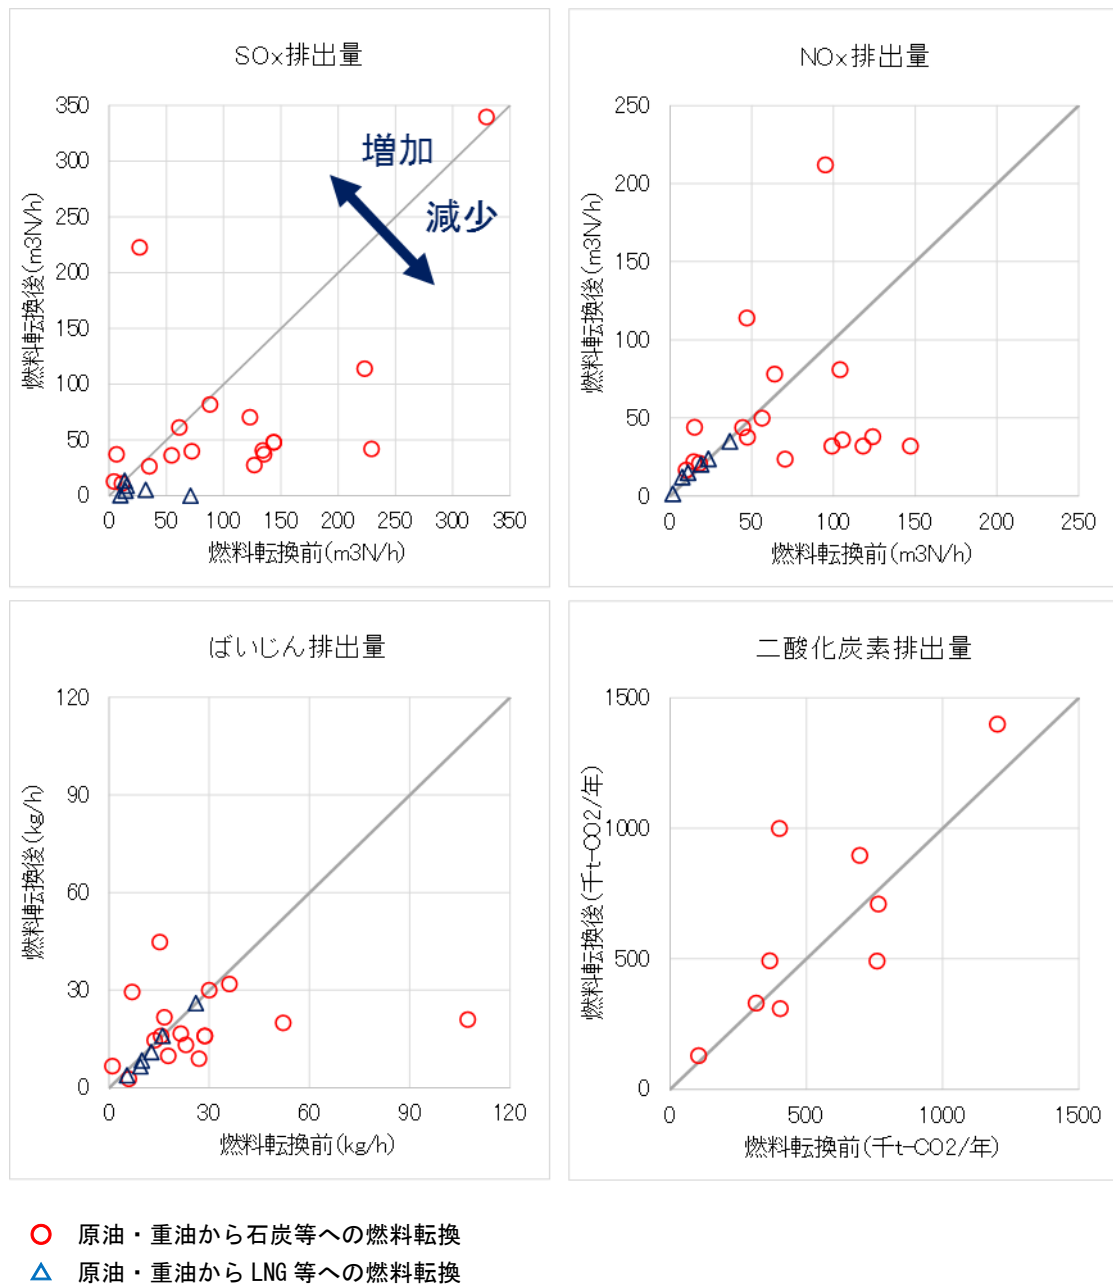 SOx排出量
350
300
250
200
150
100
50
0
0 50 100 150 200 250 300 350
燃料転換後(m3N/h)
燃料転換前(m3N/h)
増加
減少
NOx排出量
250
200
150
100
50
0
0 50 100 150 200 250
燃料転換後(m3N/h)
燃料転換前(m3N/h)
ばいじん排出量
120
90
60
30
0
0 30 60 90 120
燃料転換後(kg/h)
燃料転換前(kg/h)
二酸化炭素排出量
1500
1000
500
0
0 500 1000 1500
燃料転換後(千t-CO2/年)
燃料転換前(千t-CO2/年)
原油・重油から石炭等への燃料転換
原油・重油から LNG 等への燃料転換